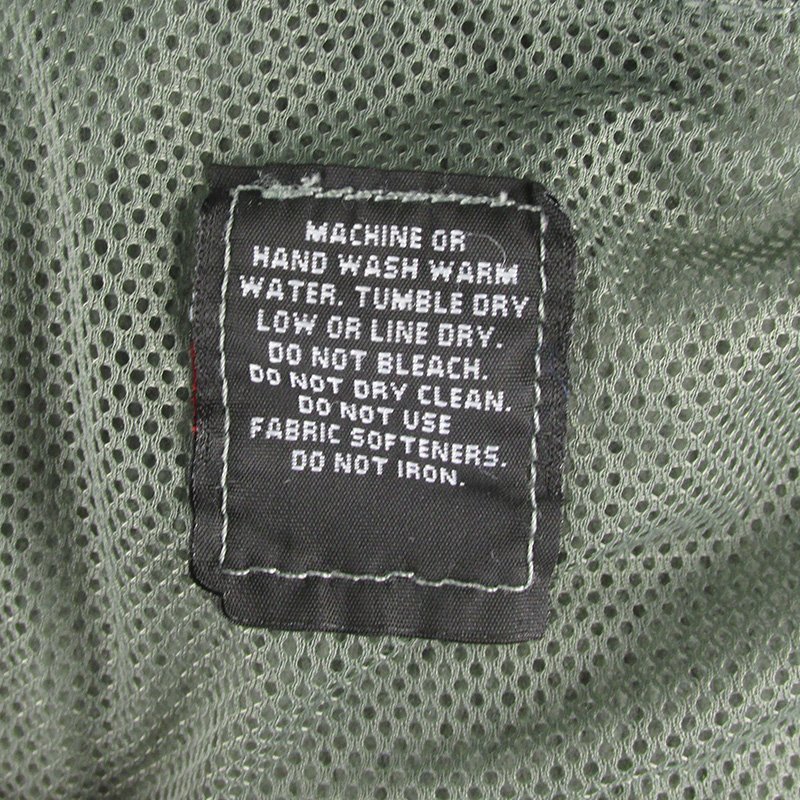 MACHINE OR
HAND WASH WARM
WATER. TUMBLE DRY
LOW OR LINE DRY.
DO NOT BLEACH.
DO NOT DRY CLEAN.
DO NOT USE
FABRIC SOFTENERS.
DO NOT IRON.